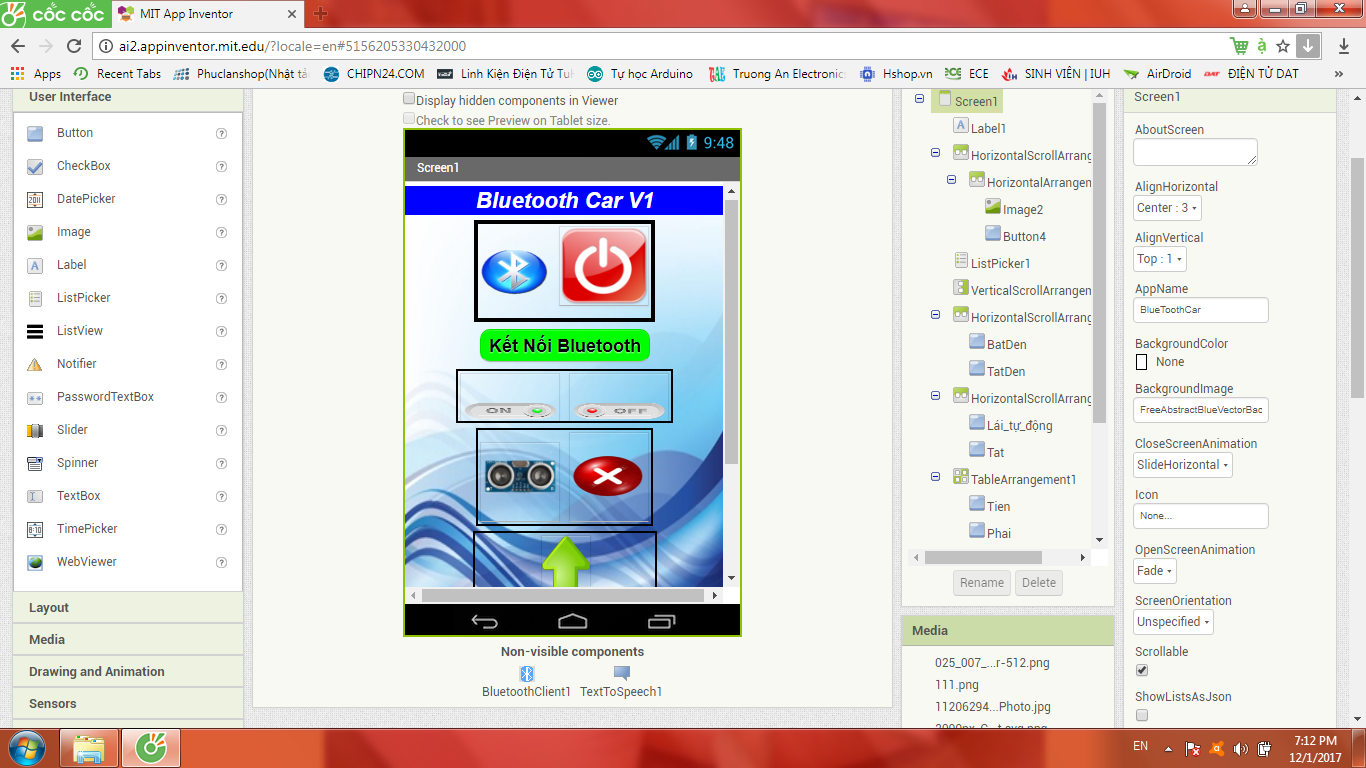 cốc cốc
MIT App Inventor
ai2.appinventor.mit.edu/?locale=en#5156205330432000
Apps
Recent Tabs
Phuclanshop(Nhật tả
CHIPN24.COM
Linh Kiện Điện Tử Tu
Tự học Arduino
TAE
Truong An Electronic
Hshop.vn
ECE
SINH VIÊN | IUH
AirDroid
DAT
ĐIỆN TỬ DAT
»
User Interface
Button
CheckBox
DatePicker
Image
Label
ListPicker
ListView
Notifier
PasswordTextBox
Slider
Spinner
TextBox
TimePicker
WebViewer
Layout
Media
Drawing and Animation
Sensors
Display hidden components in Viewer
Check to see Preview on Tablet size.
9:48
Screen1
Bluetooth Car V1
Kết Nối Bluetooth
ON
OFF
Non-visible components
BluetoothClient1
TextToSpeech1
Screen1
Label1
HorizontalScrollArrang
HorizontalArrangen
Image2
Button4
ListPicker1
VerticalScrollArrangen
HorizontalScrollArrang
BatDen
TatDen
HorizontalScrollArrang
Lái_tự_động
Tat
TableArrangement1
Tien
Phai
Rename
Delete
Media
025_007_...r-512.png
111.png
11206294...Photo.jpg
Screen1
AboutScreen
AlignHorizontal
Center : 3
AlignVertical
Top : 1
AppName
BlueToothCar
BackgroundColor
None
BackgroundImage
FreeAbstractBlueVectorBac
CloseScreenAnimation
SlideHorizontal
Icon
None...
OpenScreenAnimation
Fade
ScreenOrientation
Unspecified
Scrollable
ShowListsAsJson
EN
7:12 PM
12/1/2017